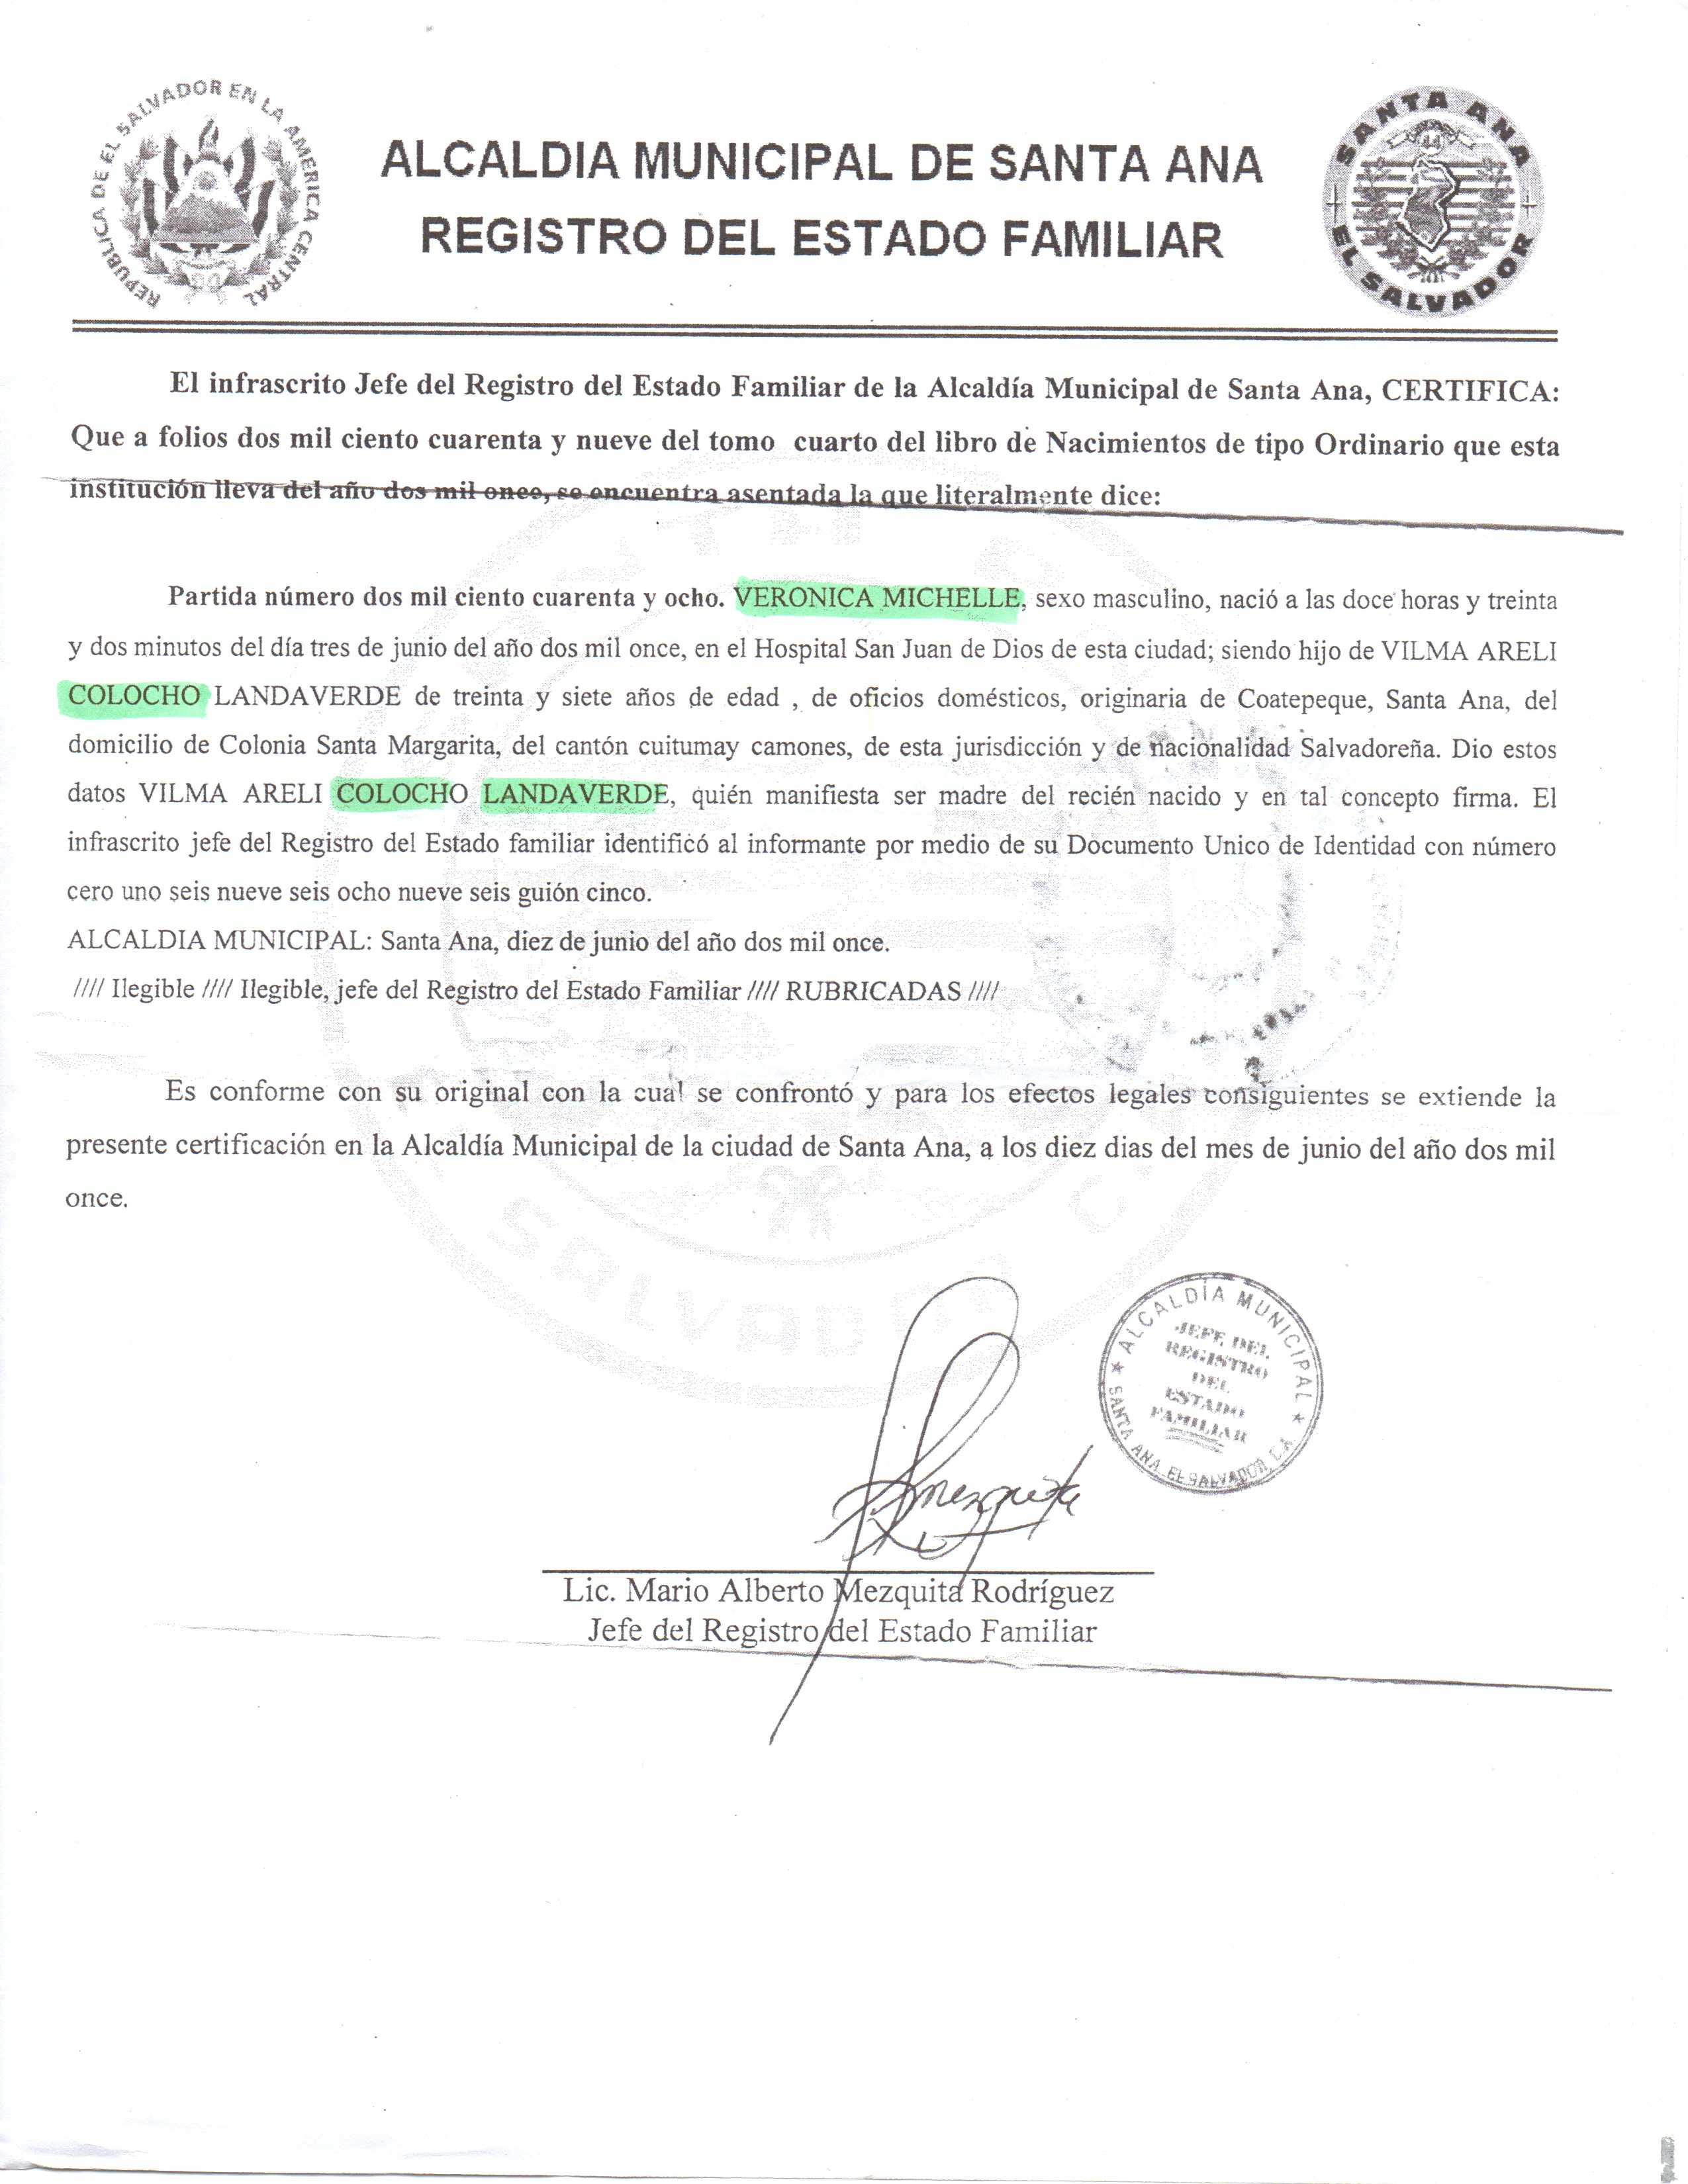 REPUBLICA DE EL SALVADOR EN LA AMERICA CENTRAL
SANTA ANA
44
EL SALVADOR
ALCALDIA MUNICIPAL DE SANTA ANA
REGISTRO DEL ESTADO FAMILIAR
El infrascrito Jefe del Registro del Estado Familiar de la Alcaldía Municipal de Santa Ana, CERTIFICA:
Que a folios dos mil ciento cuarenta y nueve del tomo cuarto del libro de Nacimientos de tipo Ordinario que esta
institución lleva del año dos mil once, se encuentra asentada la que literalmente dice:
Partida número dos mil ciento cuarenta y ocho. VERONICA MICHELLE, sexo masculino, nació a las doce horas y treinta
y dos minutos del día tres de junio del año dos mil once, en el Hospital San Juan de Dios de esta ciudad; siendo hijo de VILMA ARELI
COLOCHO LANDAVERDE de treinta y siete años de edad , de oficios domésticos, originaria de Coatepeque, Santa Ana, del
domicilio de Colonia Santa Margarita, del cantón cuitumay camones, de esta jurisdicción y de nacionalidad Salvadoreña. Dio estos
datos VILMA ARELI COLOCHO LANDAVERDE, quién manifiesta ser madre del recién nacido y en tal concepto firma. El
infrascrito jefe del Registro del Estado familiar identificó al informante por medio de su Documento Unico de Identidad con número
cero uno seis nueve seis ocho nueve seis guión cinco.
ALCALDIA MUNICIPAL: Santa Ana, diez de junio del año dos mil once.
//// Ilegible //// Ilegible, jefe del Registro del Estado Familiar //// RUBRICADAS ////
Es conforme con su original con la cual se confrontó y para los efectos legales consiguientes se extiende la
presente certificación en la Alcaldía Municipal de la ciudad de Santa Ana, a los diez dias del mes de junio del año dos mil
once.
SALVADOR
ALCALDÍA MUNICIPAL
JEFE DEL
REGISTRO
DEL
ESTADO
FAMILIAR
SANTA ANA EL SALVADOR, C.A.
Mezquita
Lic. Mario Alberto Mezquita Rodríguez
Jefe del Registro del Estado Familiar